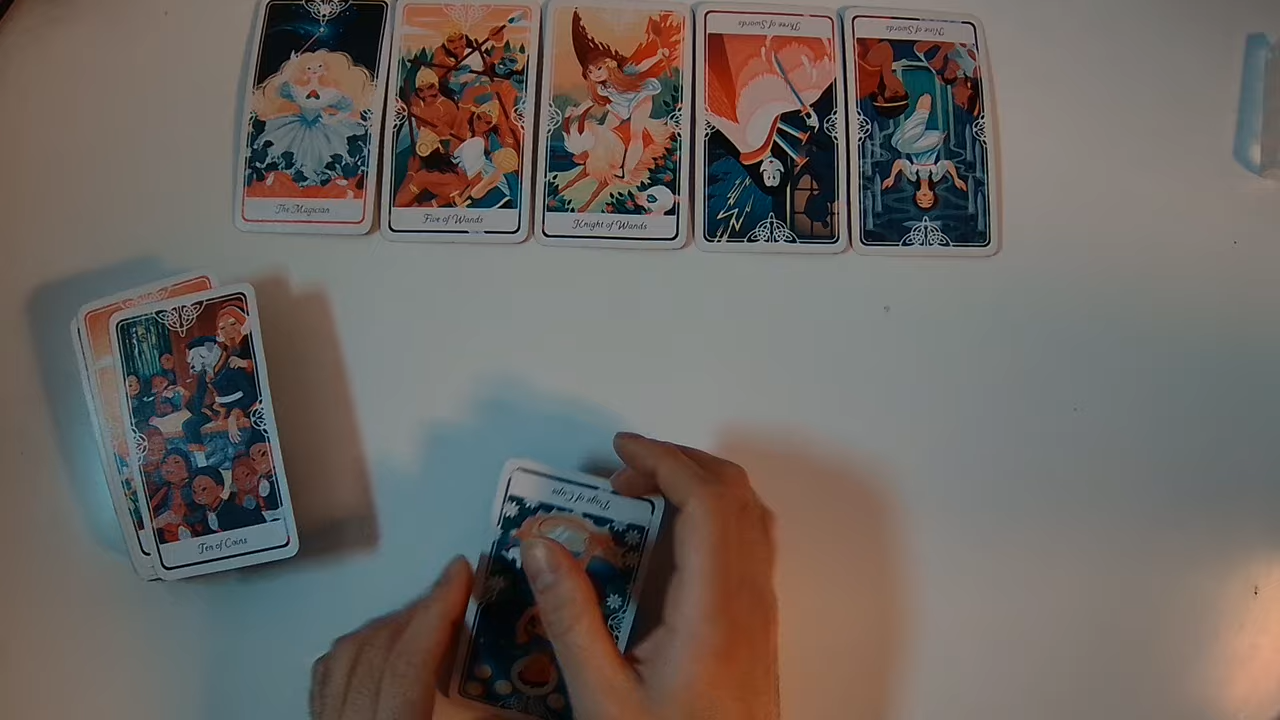 The Magician
Five of Wands
Knight of Wands
Three of Swords
Nine of Swords
Ten of Coins
Page of Cups